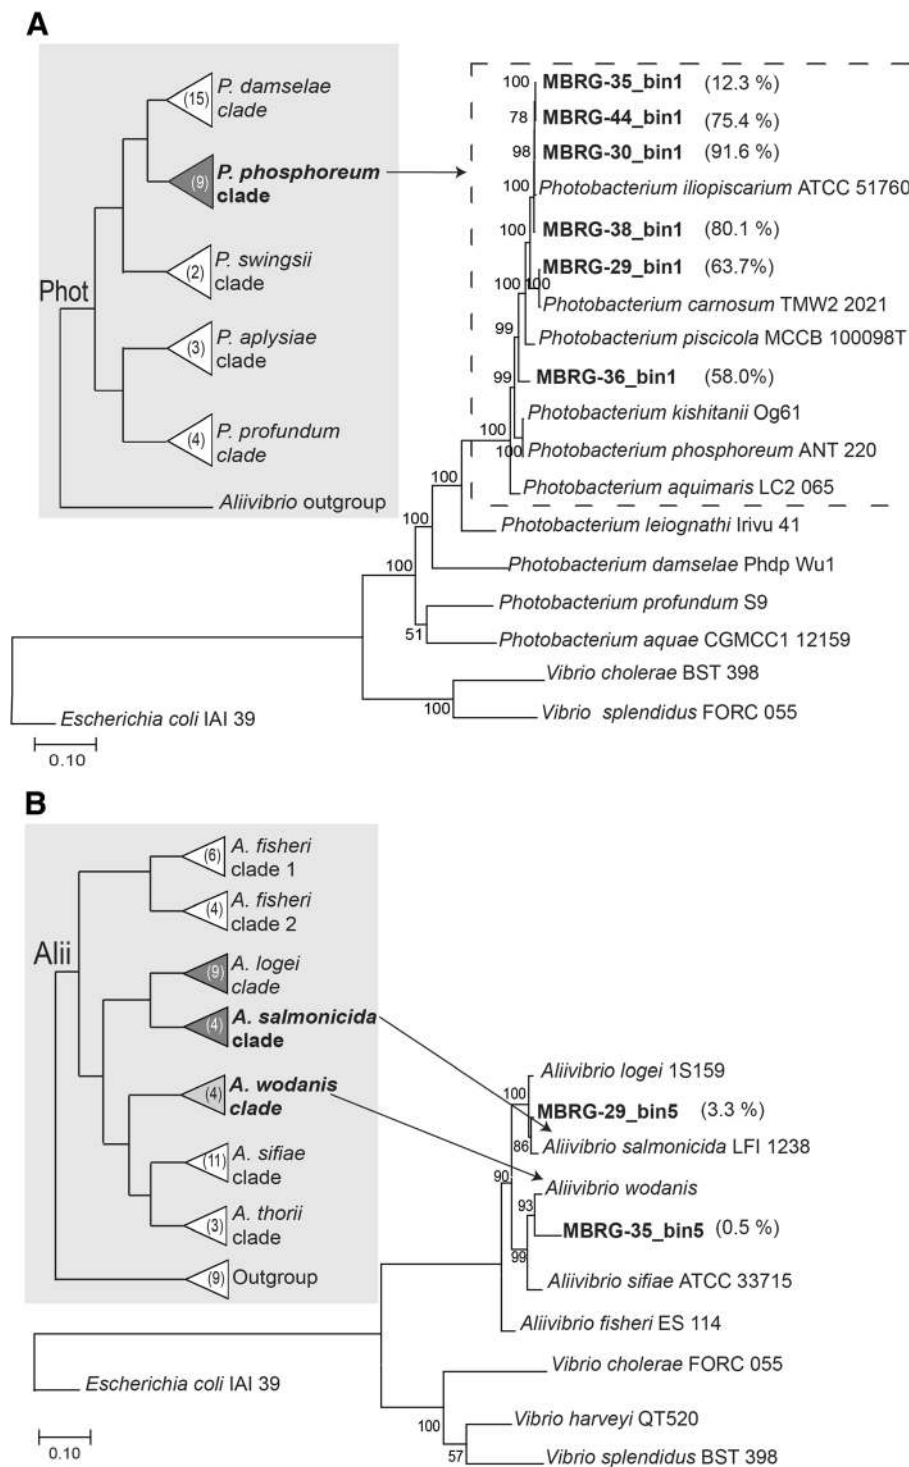 A
(15) P. damselae
clade
(9) P. phosphoreum
clade
(2) P. swingsii
clade
Phot
(3) P. aplysiae
clade
(4) P. profundum
clade
Aliivibrio outgroup
100 MBRG-35_bin1 (12.3 %)
78 MBRG-44_bin1 (75.4 %)
98 MBRG-30_bin1 (91.6 %)
100 Photobacterium iliopiscarium ATCC 51760
100 MBRG-38_bin1 (80.1 %)
MBRG-29_bin1 (63.7%)
100 100
Photobacterium carnosum TMW2 2021
99 Photobacterium piscicola MCCB 100098T
99 MBRG-36_bin1 (58.0%)
Photobacterium kishitanii Og61
100 100 Photobacterium phosphoreum ANT 220
100 Photobacterium aquimaris LC2 065
Photobacterium leiognathi Irivu 41
100 Photobacterium damselae Phdp Wu1
Photobacterium profundum S9
51 Photobacterium aquae CGMCC1 12159
Vibrio cholerae BST 398
100 Vibrio splendidus FORC 055
Escherichia coli IAI 39
0.10
B
(6) A. fisheri
clade 1
(4) A. fisheri
clade 2
Alii
(9) A. logei
clade
(4) A. salmonicida
clade
(4) A. wodanis
clade
(11) A. sifiae
clade
(3) A. thorii
clade
(9) Outgroup
Aliivibrio logei 1S159
100 MBRG-29_bin5 (3.3 %)
86 Aliivibrio salmonicida LFI 1238
90 Aliivibrio wodanis
93 MBRG-35_bin5 (0.5 %)
99 Aliivibrio sifiae ATCC 33715
Aliivibrio fisheri ES 114
Vibrio cholerae FORC 055
Escherichia coli IAI 39
100 Vibrio harveyi QT520
57 Vibrio splendidus BST 398
0.10